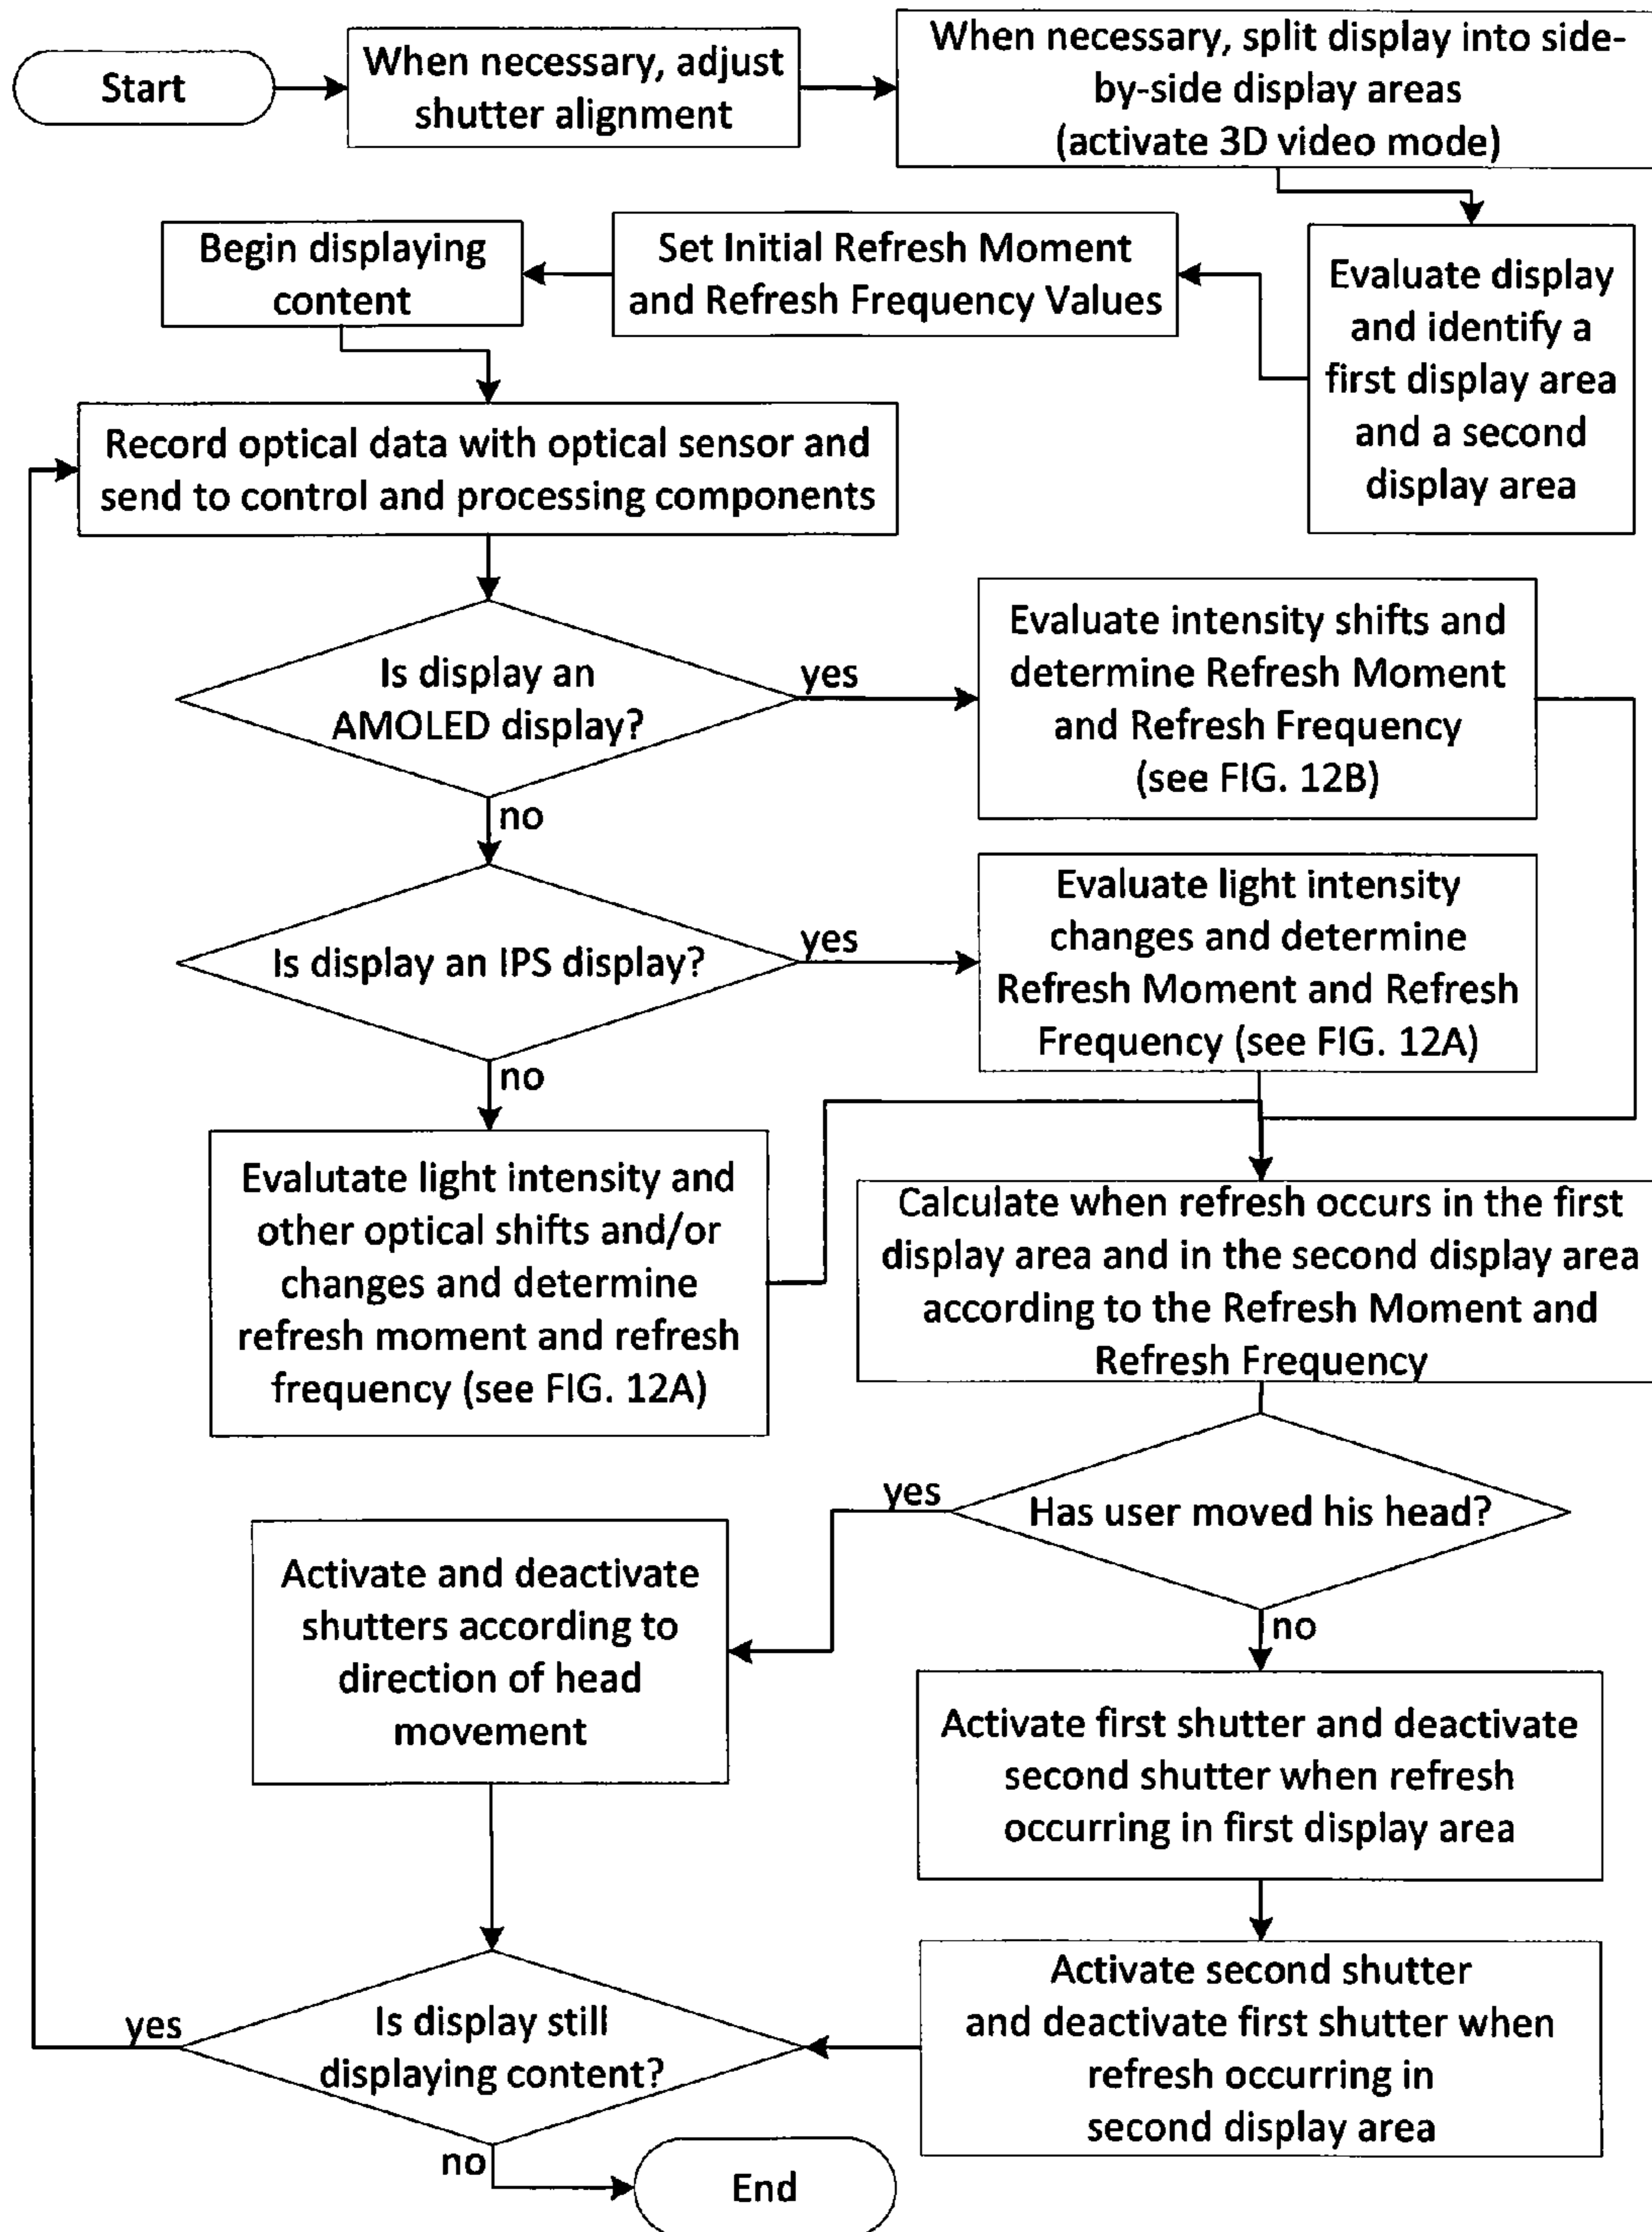 Start
When necessary, adjust
shutter alignment
When necessary, split display into side-
by-side display areas
(activate 3D video mode)
Evaluate display
and identify a
first display area
and a second
display area
Set Initial Refresh Moment
and Refresh Frequency Values
Begin displaying
content
Record optical data with optical sensor and
send to control and processing components
Is display an
AMOLED display?
yes
Evaluate intensity shifts and
determine Refresh Moment
and Refresh Frequency
(see FIG. 12B)
no
Is display an IPS display?
yes
Evaluate light intensity
changes and determine
Refresh Moment and Refresh
Frequency (see FIG. 12A)
no
Evalutate light intensity and
other optical shifts and/or
changes and determine
refresh moment and refresh
frequency (see FIG. 12A)
Calculate when refresh occurs in the first
display area and in the second display area
according to the Refresh Moment and
Refresh Frequency
Has user moved his head?
yes
Activate and deactivate
shutters according to
direction of head
movement
no
Activate first shutter and deactivate
second shutter when refresh
occurring in first display area
Activate second shutter
and deactivate first shutter when
refresh occurring in
second display area
Is display still
displaying content?
yes
no
End